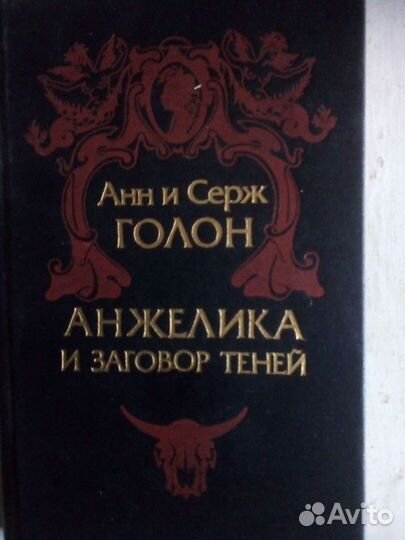 Анн и Серж
ГОЛОН
АНЖЕЛИКА
И ЗАГОВОР ТЕНЕЙ
Avito